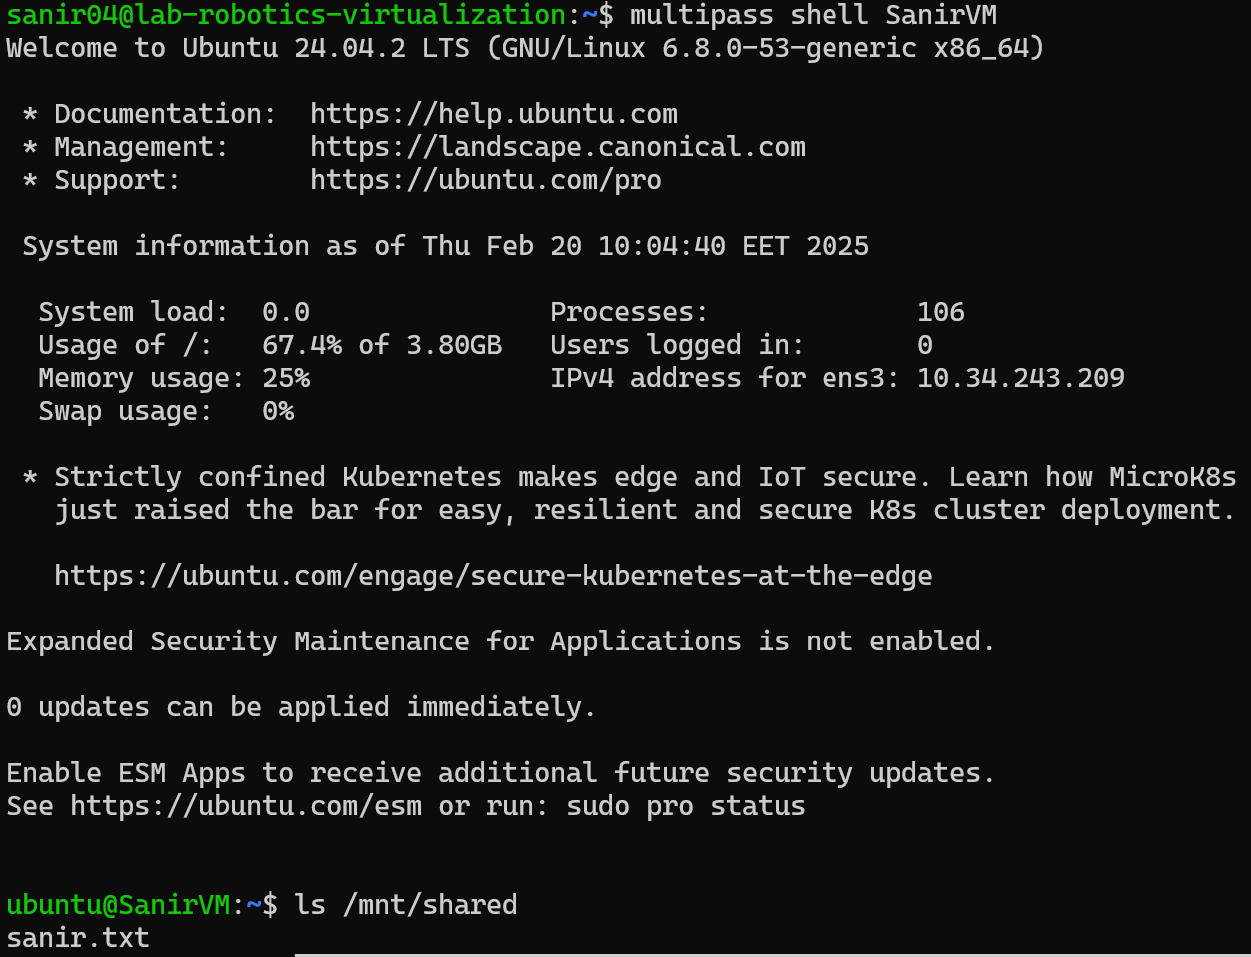 sanir04@lab-robotics-virtualization:~$ multipass shell SanirVM
Welcome to Ubuntu 24.04.2 LTS (GNU/Linux 6.8.0-53-generic x86_64)

 * Documentation:  https://help.ubuntu.com
 * Management:     https://landscape.canonical.com
 * Support:        https://ubuntu.com/pro

 System information as of Thu Feb 20 10:04:40 EET 2025

  System load:  0.0               Processes:             106
  Usage of /:   67.4% of 3.80GB   Users logged in:       0
  Memory usage: 25%               IPv4 address for ens3: 10.34.243.209
  Swap usage:   0%

 * Strictly confined Kubernetes makes edge and IoT secure. Learn how MicroK8s
   just raised the bar for easy, resilient and secure K8s cluster deployment.

   https://ubuntu.com/engage/secure-kubernetes-at-the-edge

Expanded Security Maintenance for Applications is not enabled.

0 updates can be applied immediately.

Enable ESM Apps to receive additional future security updates.
See https://ubuntu.com/esm or run: sudo pro status


ubuntu@SanirVM:~$ ls /mnt/shared
sanir.txt